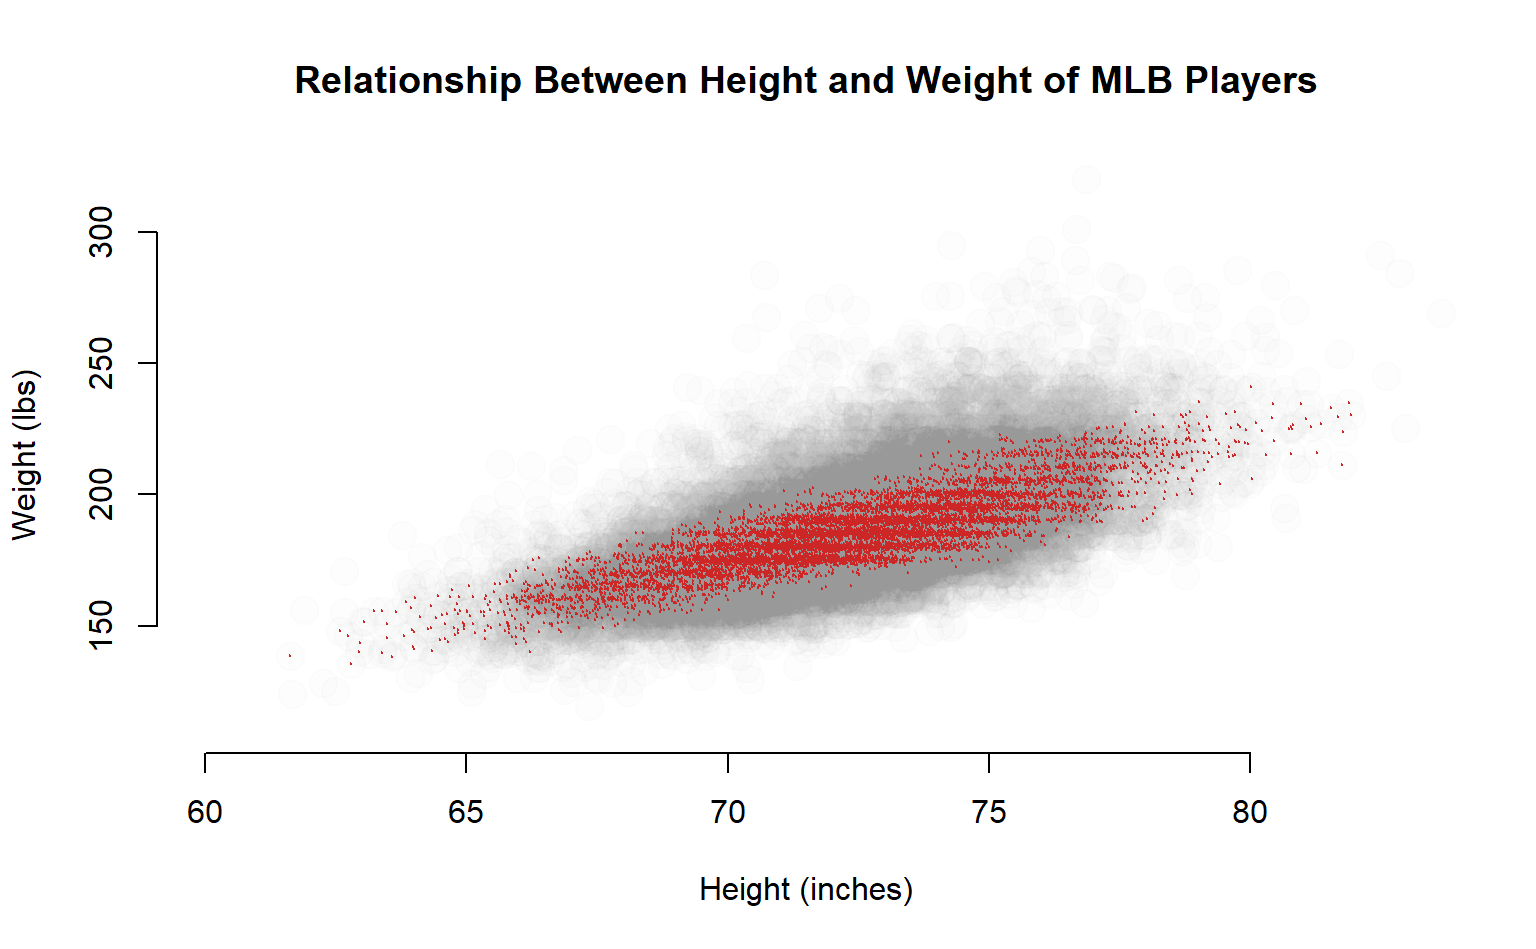 Relationship Between Height and Weight of MLB Players
300
250
200
150
Weight (lbs)
60 65 70 75 80
Height (inches)